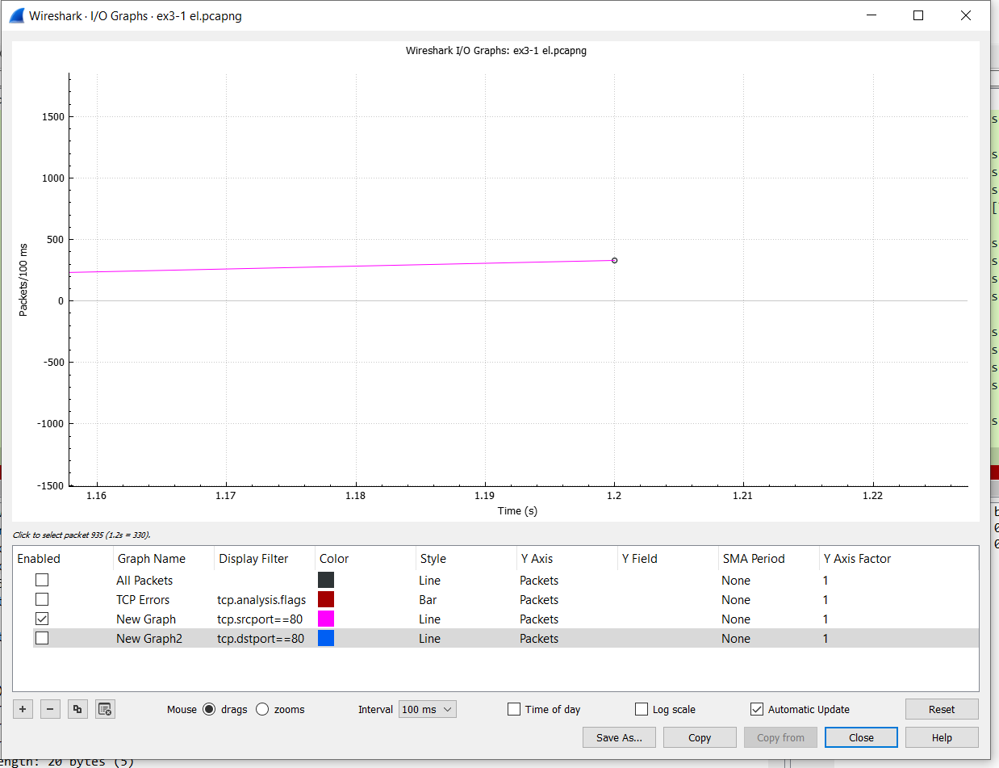 Wireshark · I/O Graphs · ex3-1 el.pcapng
Wireshark I/O Graphs: ex3-1 el.pcapng
Packets/100 ms
1500
1000
500
0
-500
-1000
-1500
1.16 1.17 1.18 1.19 1.2 1.21 1.22
Time (s)
Click to select packet 935 (1.2s = 330).
Enabled Graph Name Display Filter Color Style Y Axis Y Field SMA Period Y Axis Factor
All Packets Line Packets None 1
TCP Errors tcp.analysis.flags Bar Packets None 1
New Graph tcp.srcport==80 Line Packets None 1
New Graph2 tcp.dstport==80 Line Packets None 1
+ − Mouse drags zooms Interval 100 ms Time of day Log scale Automatic Update Reset
Save As... Copy Copy from Close Help
20 bytes (5)